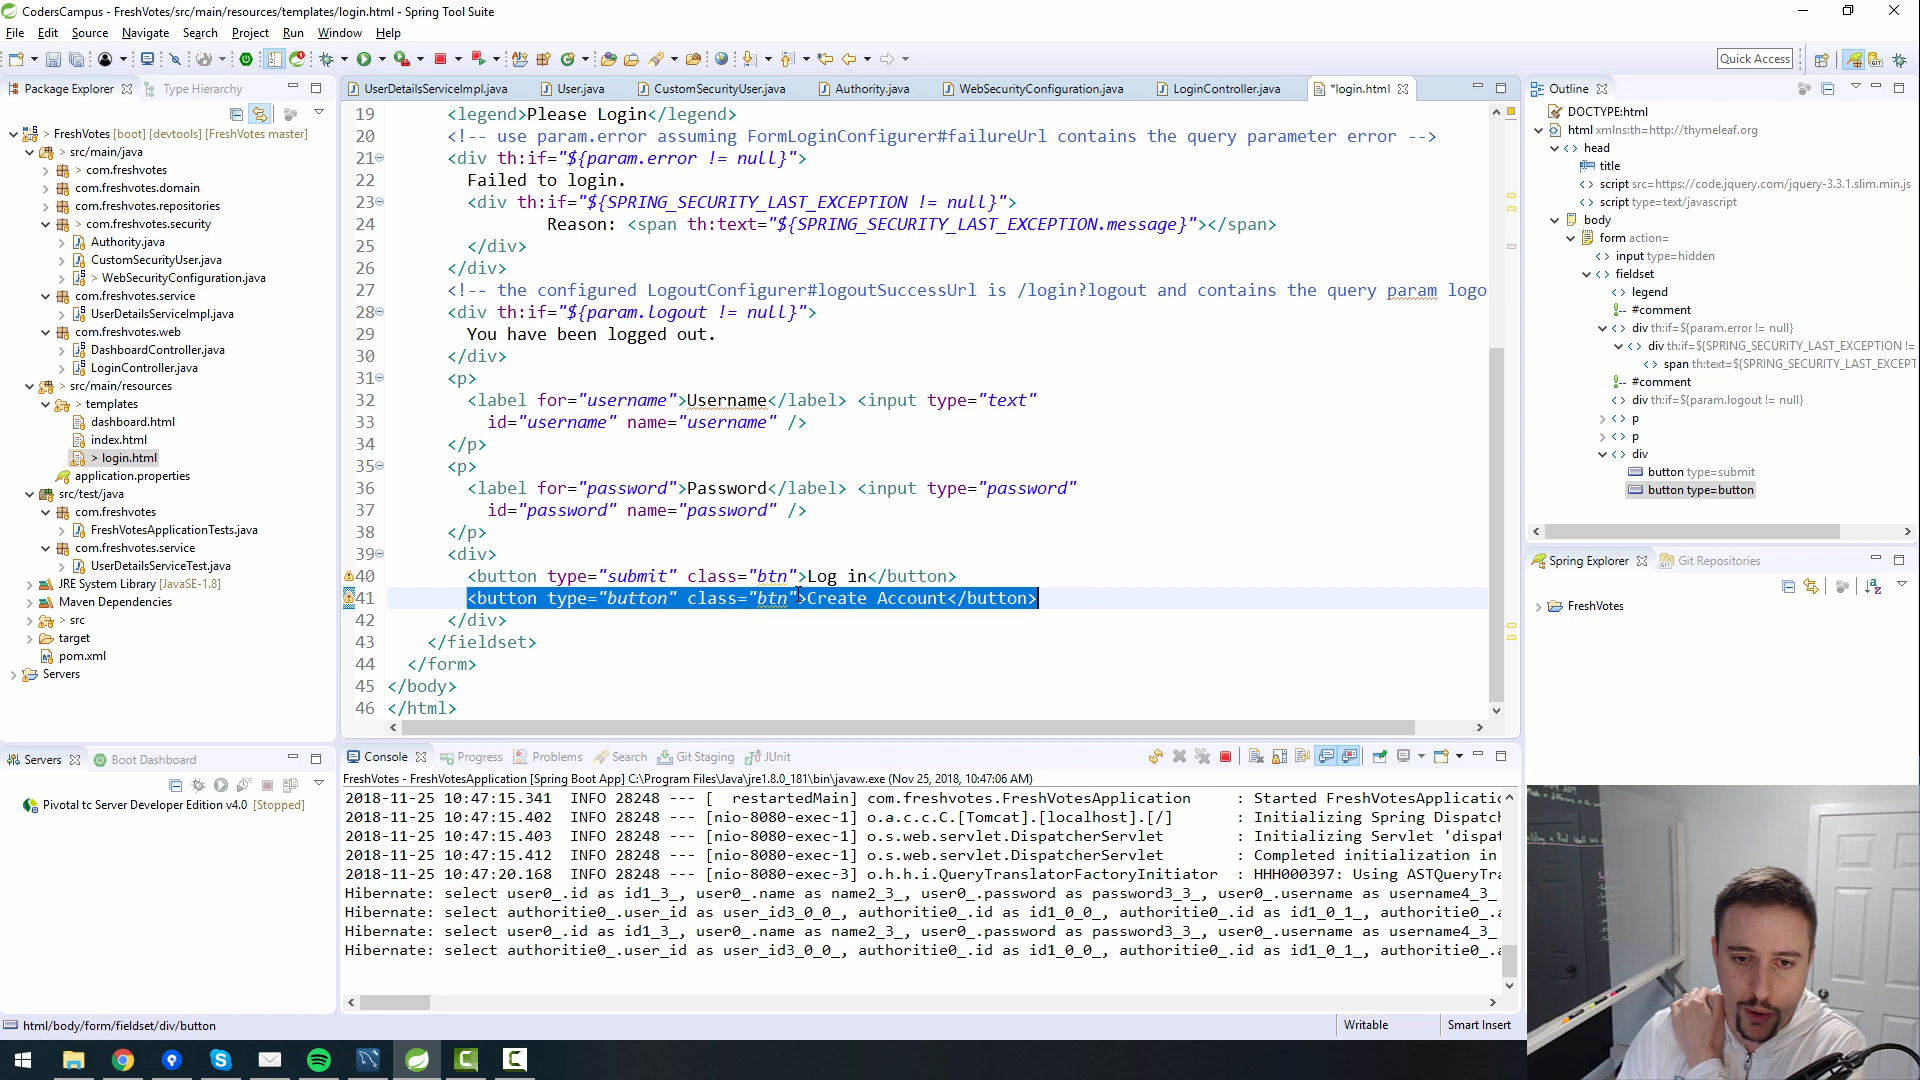 CodersCampus - FreshVotes/src/main/resources/templates/login.html - Spring Tool Suite
File Edit Source Navigate Search Project Run Window Help
Quick Access
Package Explorer Type Hierarchy
UserDetailsServiceImpl.java User.java CustomSecurityUser.java Authority.java WebSecurityConfiguration.java LoginController.java *login.html
Outline
> FreshVotes [boot] [devtools] [FreshVotes master]
> src/main/java
> com.freshvotes
com.freshvotes.domain
com.freshvotes.repositories
> com.freshvotes.security
Authority.java
CustomSecurityUser.java
> WebSecurityConfiguration.java
com.freshvotes.service
UserDetailsServiceImpl.java
com.freshvotes.web
DashboardController.java
LoginController.java
> src/main/resources
> templates
dashboard.html
index.html
> login.html
application.properties
src/test/java
com.freshvotes
FreshVotesApplicationTests.java
com.freshvotes.service
UserDetailsServiceTest.java
JRE System Library [JavaSE-1.8]
Maven Dependencies
> src
target
pom.xml
Servers
19 <legend>Please Login</legend>
20 <!-- use param.error assuming FormLoginConfigurer#failureUrl contains the query parameter error -->
21 <div th:if="${param.error != null}">
22 Failed to login.
23 <div th:if="${SPRING_SECURITY_LAST_EXCEPTION != null}">
24 Reason: <span th:text="${SPRING_SECURITY_LAST_EXCEPTION.message}"></span>
25 </div>
26 </div>
27 <!-- the configured LogoutConfigurer#logoutSuccessUrl is /login?logout and contains the query param logo
28 <div th:if="${param.logout != null}">
29 You have been logged out.
30 </div>
31 <p>
32 <label for="username">Username</label> <input type="text"
33 id="username" name="username" />
34 </p>
35 <p>
36 <label for="password">Password</label> <input type="password"
37 id="password" name="password" />
38 </p>
39 <div>
40 <button type="submit" class="btn">Log in</button>
41 <button type="button" class="btn">Create Account</button>
42 </div>
43 </fieldset>
44 </form>
45 </body>
46 </html>
DOCTYPE:html
html xmlns:th=http://thymeleaf.org
head
title
script src=https://code.jquery.com/jquery-3.3.1.slim.min.js
script type=text/javascript
body
form action=
input type=hidden
fieldset
legend
#comment
div th:if=${param.error != null}
div th:if=${SPRING_SECURITY_LAST_EXCEPTION !=
span th:text=${SPRING_SECURITY_LAST_EXCEPT
#comment
div th:if=${param.logout != null}
p
p
div
button type=submit
button type=button
Spring Explorer Git Repositories
FreshVotes
Servers Boot Dashboard
Pivotal tc Server Developer Edition v4.0 [Stopped]
Console Progress Problems Search Git Staging JUnit
FreshVotes - FreshVotesApplication [Spring Boot App] C:\Program Files\Java\jre1.8.0_181\bin\javaw.exe (Nov 25, 2018, 10:47:06 AM)
2018-11-25 10:47:15.341 INFO 28248 --- [ restartedMain] com.freshvotes.FreshVotesApplication : Started FreshVotesApplicatio
2018-11-25 10:47:15.402 INFO 28248 --- [nio-8080-exec-1] o.a.c.c.C.[Tomcat].[localhost].[/] : Initializing Spring Dispatc
2018-11-25 10:47:15.403 INFO 28248 --- [nio-8080-exec-1] o.s.web.servlet.DispatcherServlet : Initializing Servlet 'dispat
2018-11-25 10:47:15.412 INFO 28248 --- [nio-8080-exec-1] o.s.web.servlet.DispatcherServlet : Completed initialization in
2018-11-25 10:47:20.168 INFO 28248 --- [nio-8080-exec-3] o.h.h.i.QueryTranslatorFactoryInitiator : HHH000397: Using ASTQueryTra
Hibernate: select user0_.id as id1_3_, user0_.name as name2_3_, user0_.password as password3_3_, user0_.username as username4_3_
Hibernate: select authoritie0_.user_id as user_id3_0_0_, authoritie0_.id as id1_0_0_, authoritie0_.id as id1_0_1_, authoritie0_.a
Hibernate: select user0_.id as id1_3_, user0_.name as name2_3_, user0_.password as password3_3_, user0_.username as username4_3_
Hibernate: select authoritie0_.user_id as user_id3_0_0_, authoritie0_.id as id1_0_0_, authoritie0_.id as id1_0_1_, authoritie0_.a
html/body/form/fieldset/div/button
Writable Smart Insert